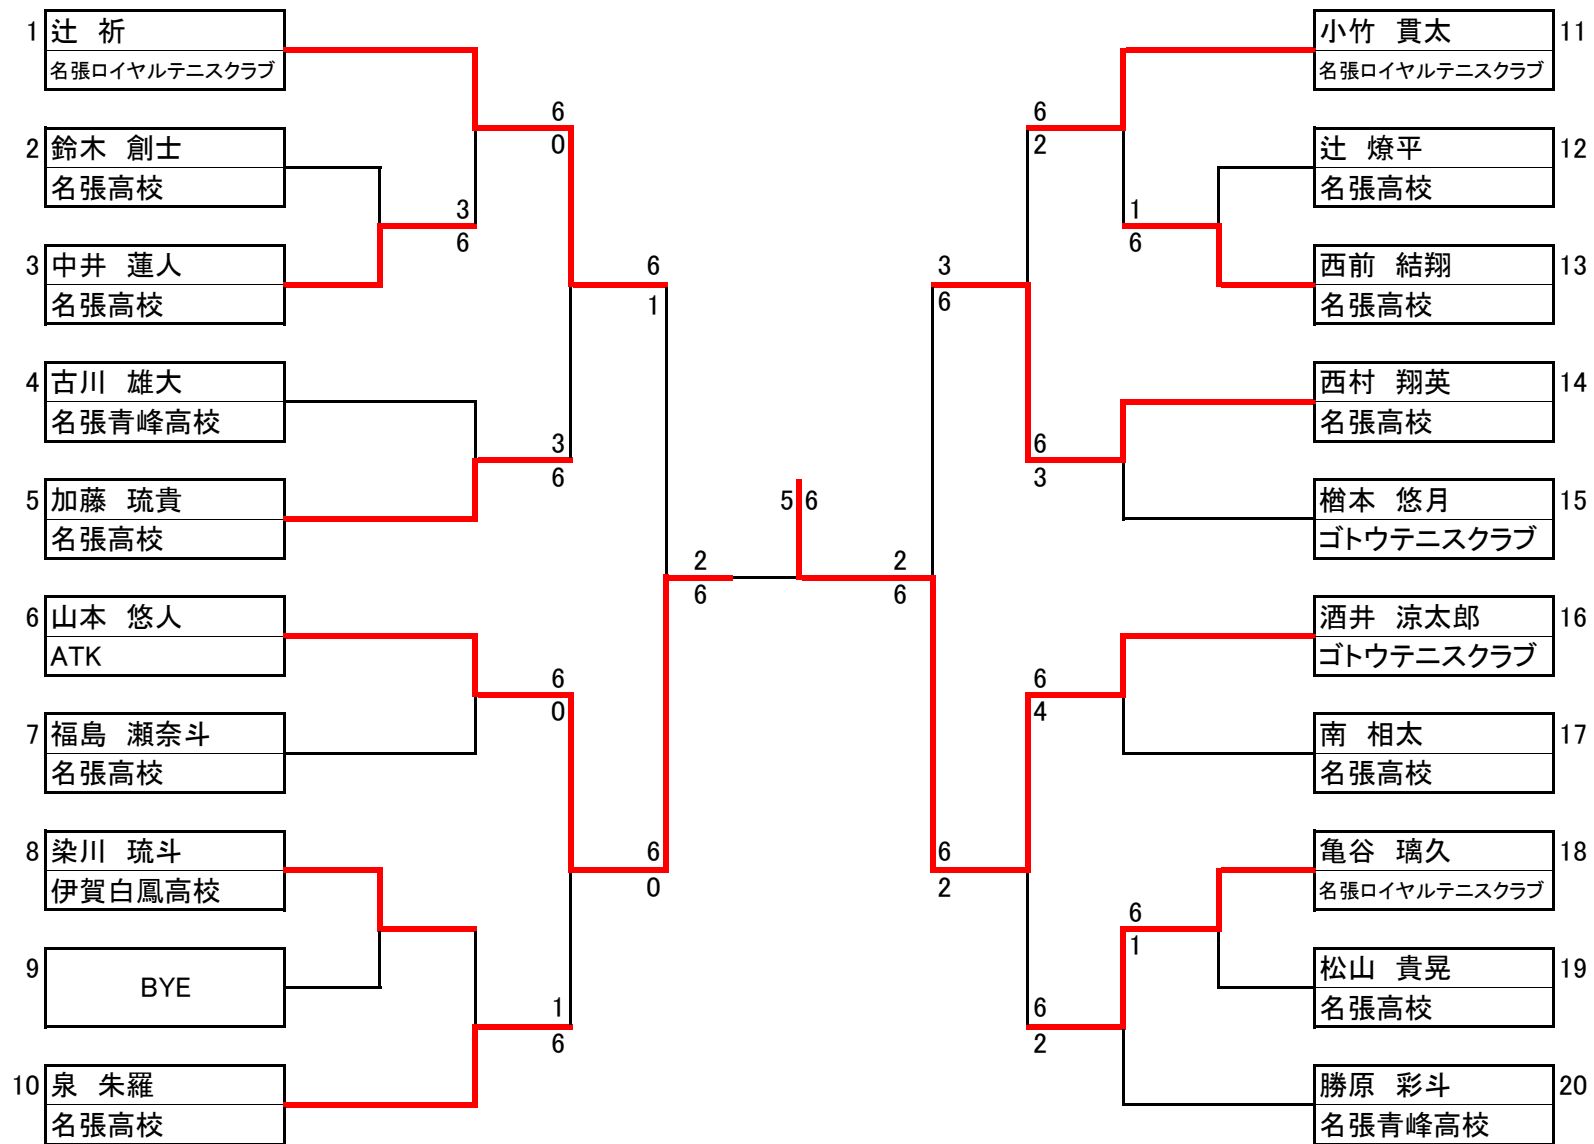 1
辻 祈
名張ロイヤルテニスクラブ
2
鈴木 創士
名張高校
3
中井 蓮人
名張高校
4
古川 雄大
名張青峰高校
5
加藤 琉貴
名張高校
6
山本 悠人
ATK
7
福島 瀬奈斗
名張高校
8
染川 琉斗
伊賀白鳳高校
9
BYE
10
泉 朱羅
名張高校
6
0
3
6
3
6
6
0
1
6
6
1
6
0
2
6
5 6
2
6
3
6
6
2
6
2
1
6
6
3
6
4
6
1
6
2
小竹 貫太
11
名張ロイヤルテニスクラブ
辻 燎平
12
名張高校
西前 結翔
13
名張高校
西村 翔英
14
名張高校
楢本 悠月
15
ゴトウテニスクラブ
酒井 涼太郎
16
ゴトウテニスクラブ
南 相太
17
名張高校
亀谷 璃久
18
名張ロイヤルテニスクラブ
松山 貴晃
19
名張高校
勝原 彩斗
20
名張青峰高校